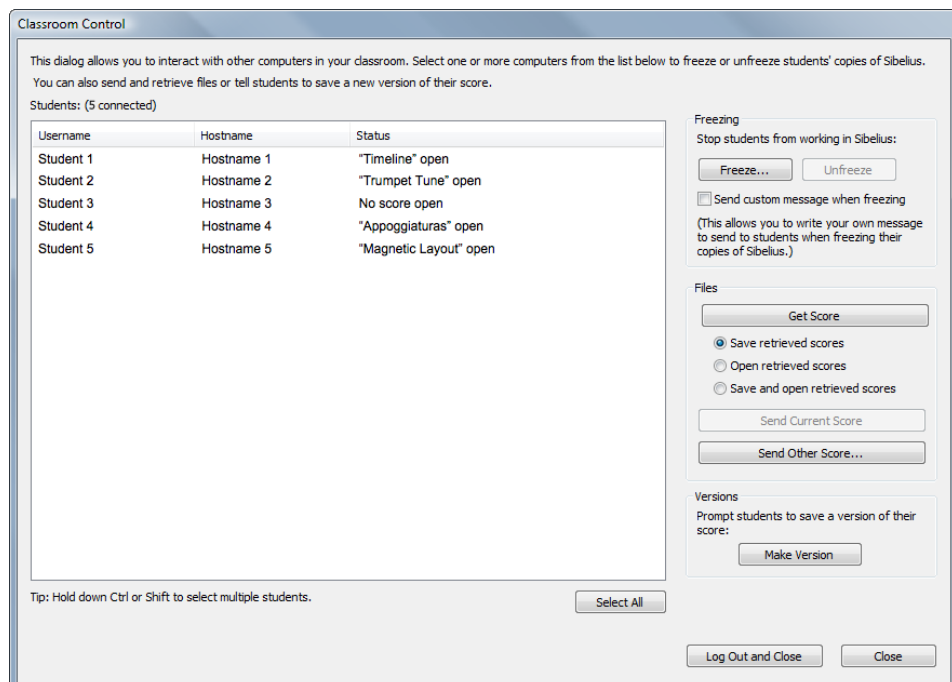 Classroom Control
This dialog allows you to interact with other computers in your classroom. Select one or more computers from the list below to freeze or unfreeze students' copies of Sibelius.
You can also send and retrieve files or tell students to save a new version of their score.
Students: (5 connected)
Username Hostname Status
Student 1 Hostname 1 “Timeline” open
Student 2 Hostname 2 “Trumpet Tune” open
Student 3 Hostname 3 No score open
Student 4 Hostname 4 “Appoggiaturas” open
Student 5 Hostname 5 “Magnetic Layout” open
Tip: Hold down Ctrl or Shift to select multiple students.
Select All
Freezing
Stop students from working in Sibelius:
Freeze... Unfreeze
Send custom message when freezing
(This allows you to write your own message
to send to students when freezing their
copies of Sibelius.)
Files
Get Score
Save retrieved scores
Open retrieved scores
Save and open retrieved scores
Send Current Score
Send Other Score...
Versions
Prompt students to save a version of their
score:
Make Version
Log Out and Close Close